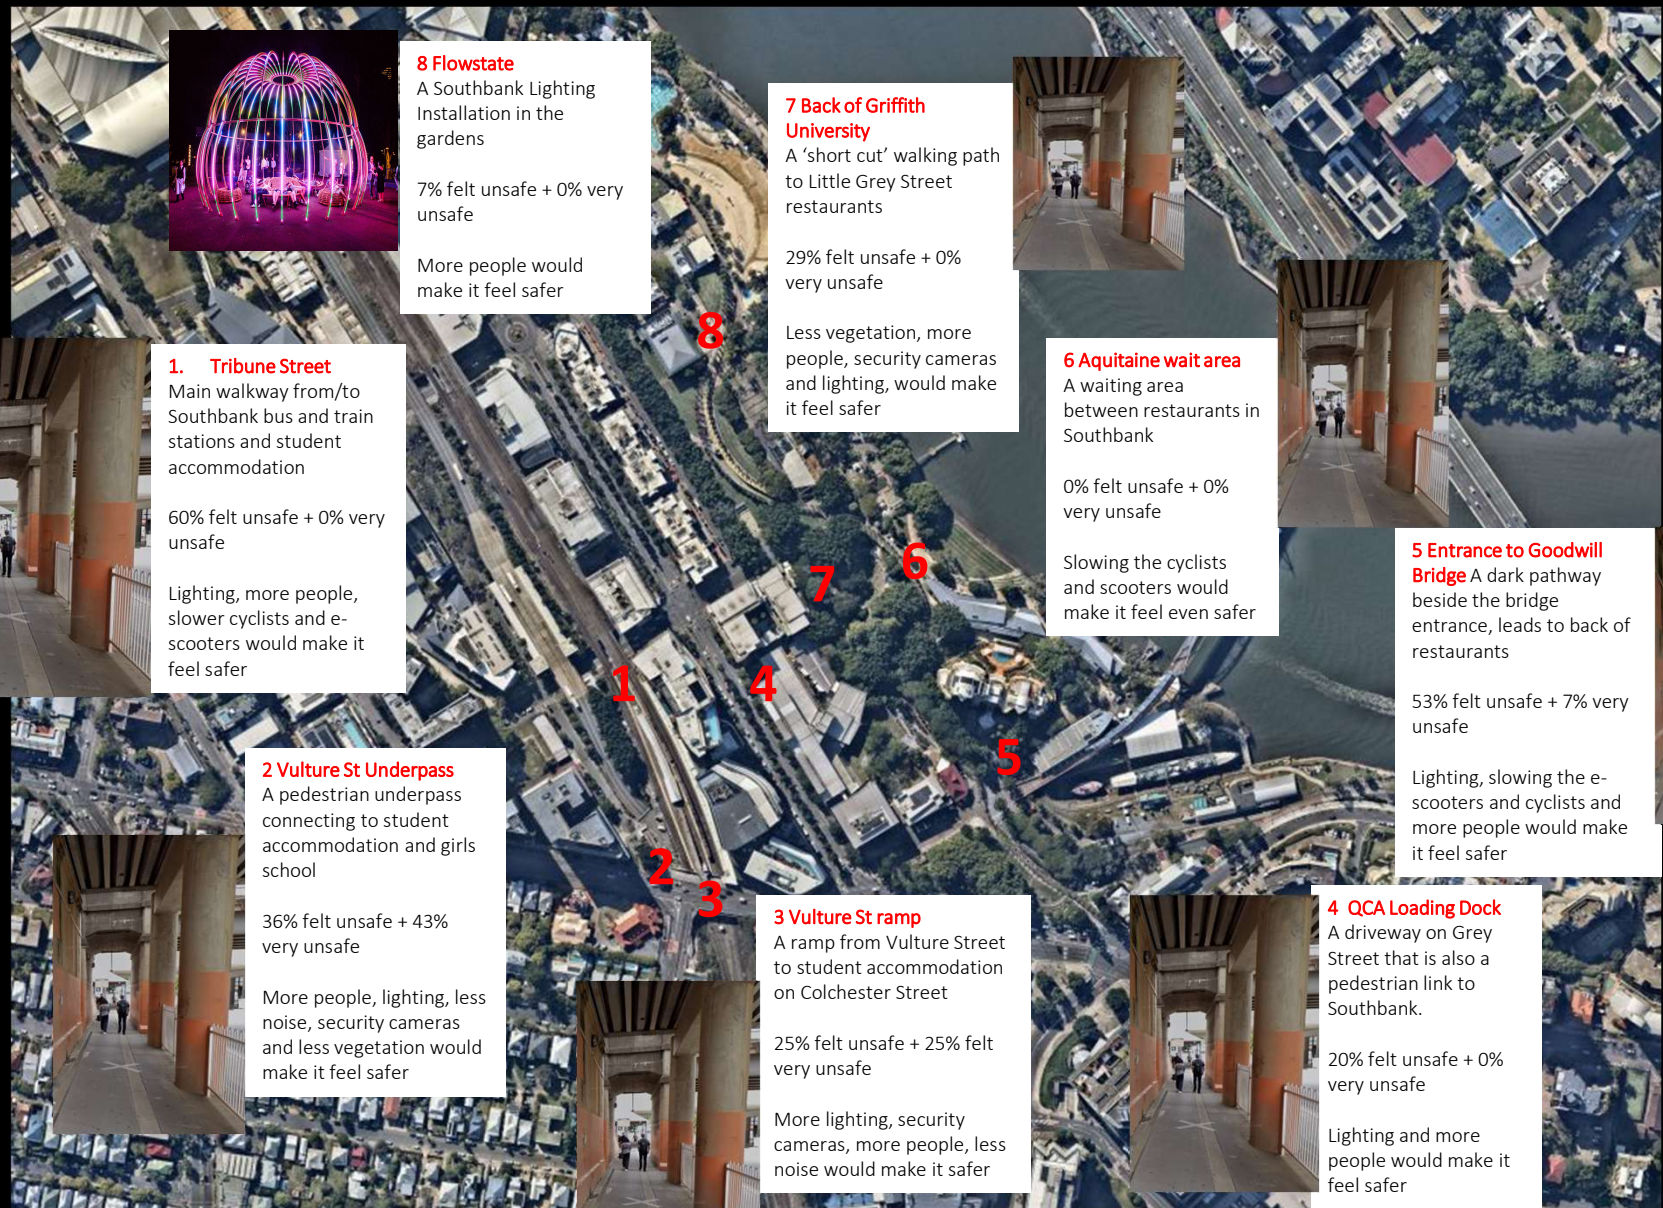 8 Flowstate
A Southbank Lighting
Installation in the
gardens
7% felt unsafe + 0% very
unsafe
More people would
make it feel safer
7 Back of Griffith
University
A ‘short cut’ walking path
to Little Grey Street
restaurants
29% felt unsafe + 0%
very unsafe
Less vegetation, more
people, security cameras
and lighting, would make
it feel safer
6 Aquitaine wait area
A waiting area
between restaurants in
Southbank
0% felt unsafe + 0%
very unsafe
Slowing the cyclists
and scooters would
make it feel even safer
1. Tribune Street
Main walkway from/to
Southbank bus and train
stations and student
accommodation
60% felt unsafe + 0% very
unsafe
Lighting, more people,
slower cyclists and e-
scooters would make it
feel safer
5 Entrance to Goodwill
Bridge A dark pathway
beside the bridge
entrance, leads to back of
restaurants
53% felt unsafe + 7% very
unsafe
Lighting, slowing the e-
scooters and cyclists and
more people would make
it feel safer
8
7
6
1
4
5
2
3
2 Vulture St Underpass
A pedestrian underpass
connecting to student
accommodation and girls
school
36% felt unsafe + 43%
very unsafe
More people, lighting, less
noise, security cameras
and less vegetation would
make it feel safer
3 Vulture St ramp
A ramp from Vulture Street
to student accommodation
on Colchester Street
25% felt unsafe + 25% felt
very unsafe
More lighting, security
cameras, more people, less
noise would make it safer
4 QCA Loading Dock
A driveway on Grey
Street that is also a
pedestrian link to
Southbank.
20% felt unsafe + 0%
very unsafe
Lighting and more
people would make it
feel safer